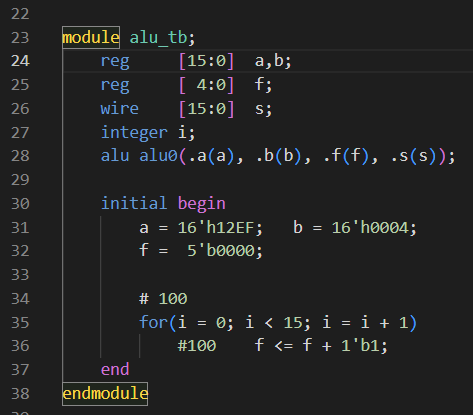 22
23 module alu_tb;
24 reg [15:0] a,b;
25 reg [ 4:0] f;
26 wire [15:0] s;
27 integer i;
28 alu alu0(.a(a), .b(b), .f(f), .s(s));
29
30 initial begin
31 a = 16'h12EF; b = 16'h0004;
32 f = 5'b0000;
33
34 # 100
35 for(i = 0; i < 15; i = i + 1)
36 #100 f <= f + 1'b1;
37 end
38 endmodule